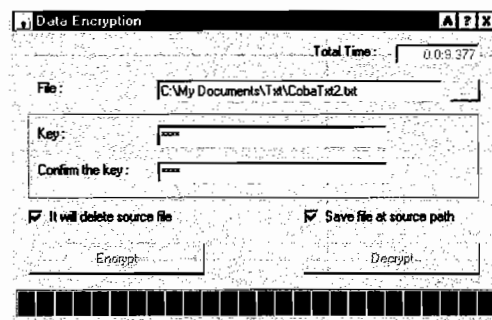 Data Encryption A ? X
Total Time : 0:0:9.377
File : C:\My Documents\Txt\CobaTxt2.txt ...
Key : ****
Confirm the key : ****
It will delete source file Save file at source path
Encrypt Decrypt